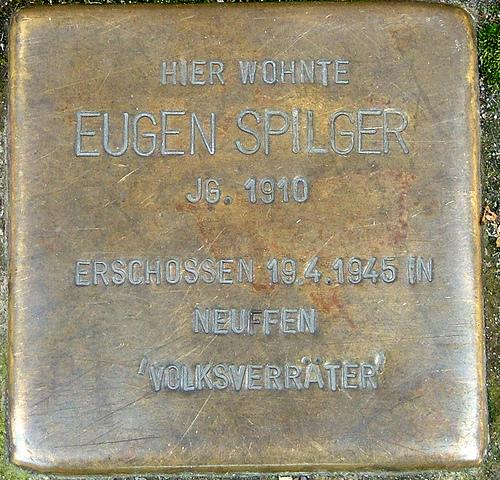 HIER WOHNTE
EUGEN SPILGER
JG. 1910
ERSCHOSSEN 19.4.1945 IN
NEUFFEN
'VOLKSVERRÄTER'